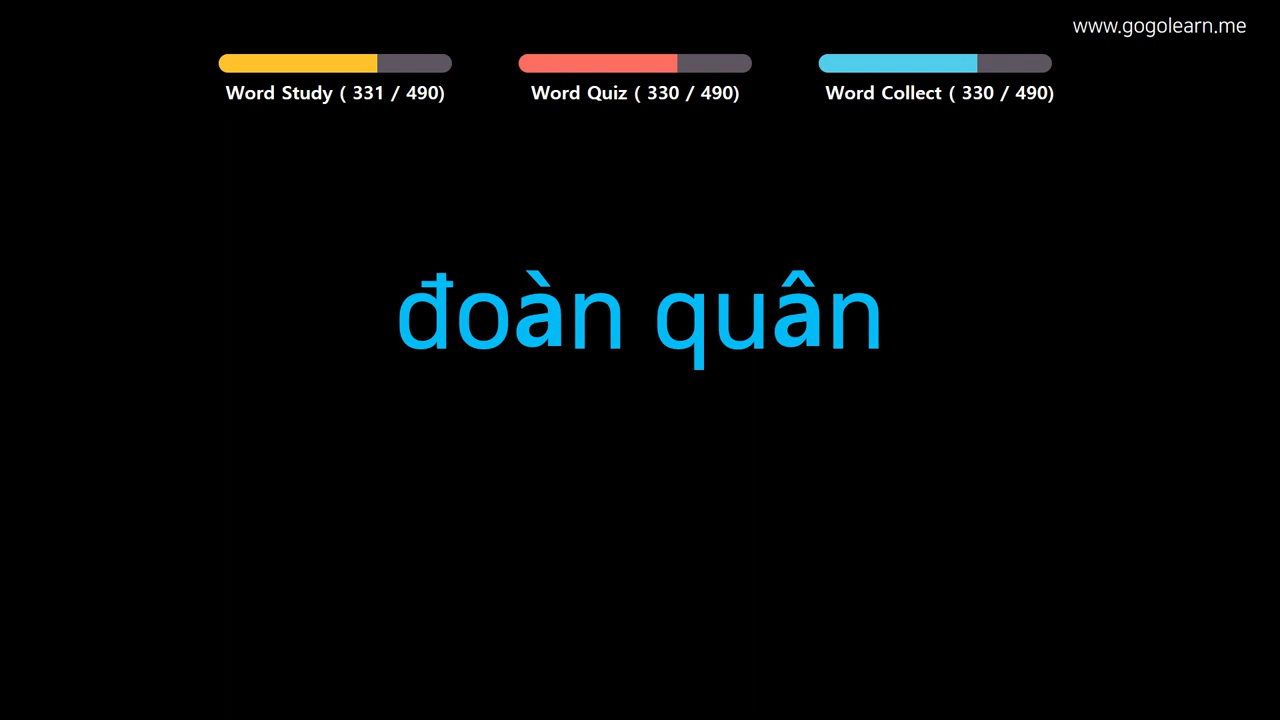 www.gogolearn.me
Word Study ( 331 / 490)
Word Quiz ( 330 / 490)
Word Collect ( 330 / 490)
đoàn quân